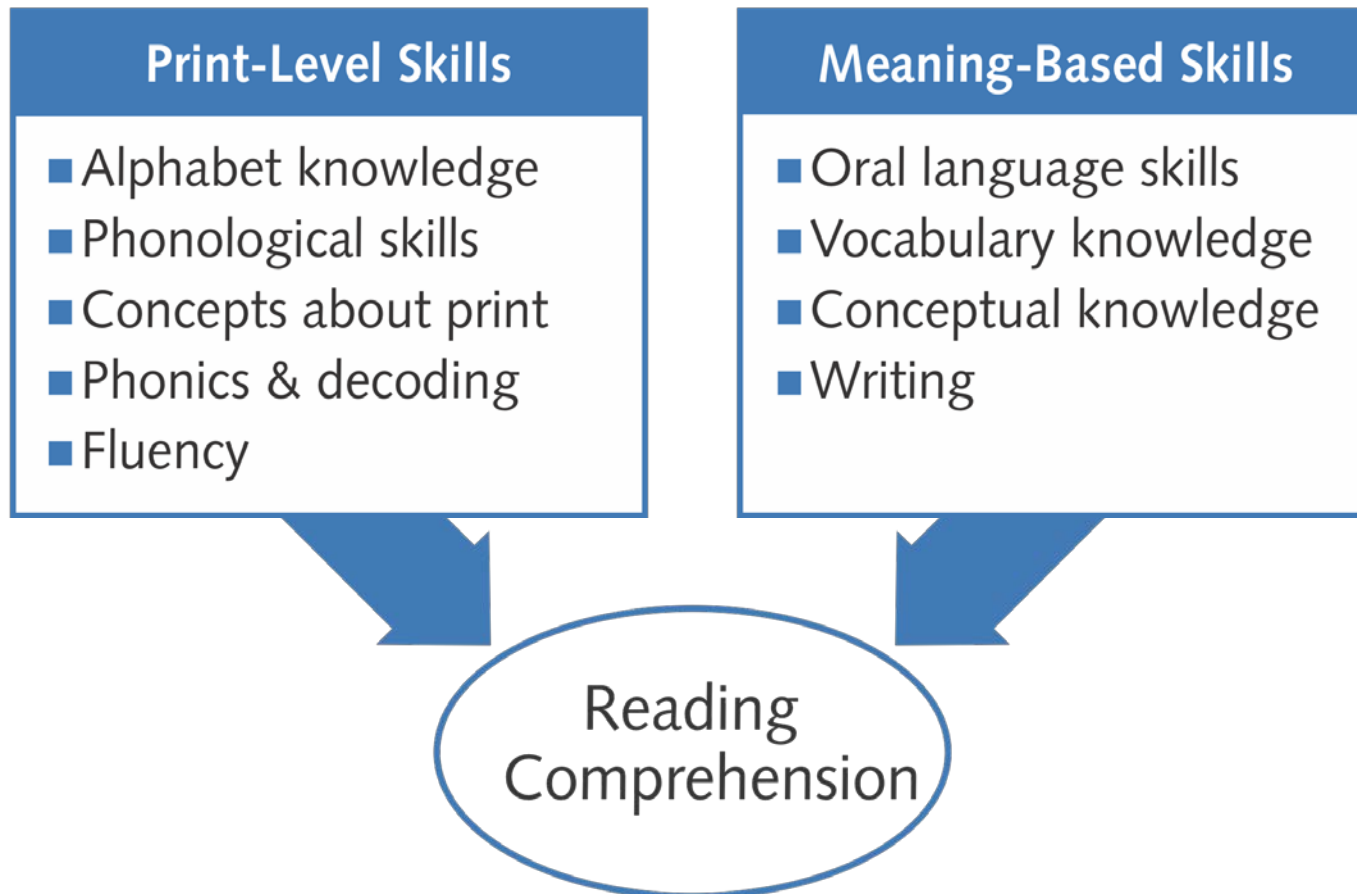 Print-Level Skills
■ Alphabet knowledge
■ Phonological skills
■ Concepts about print
■ Phonics & decoding
■ Fluency
Meaning-Based Skills
■ Oral language skills
■ Vocabulary knowledge
■ Conceptual knowledge
■ Writing
Reading
Comprehension